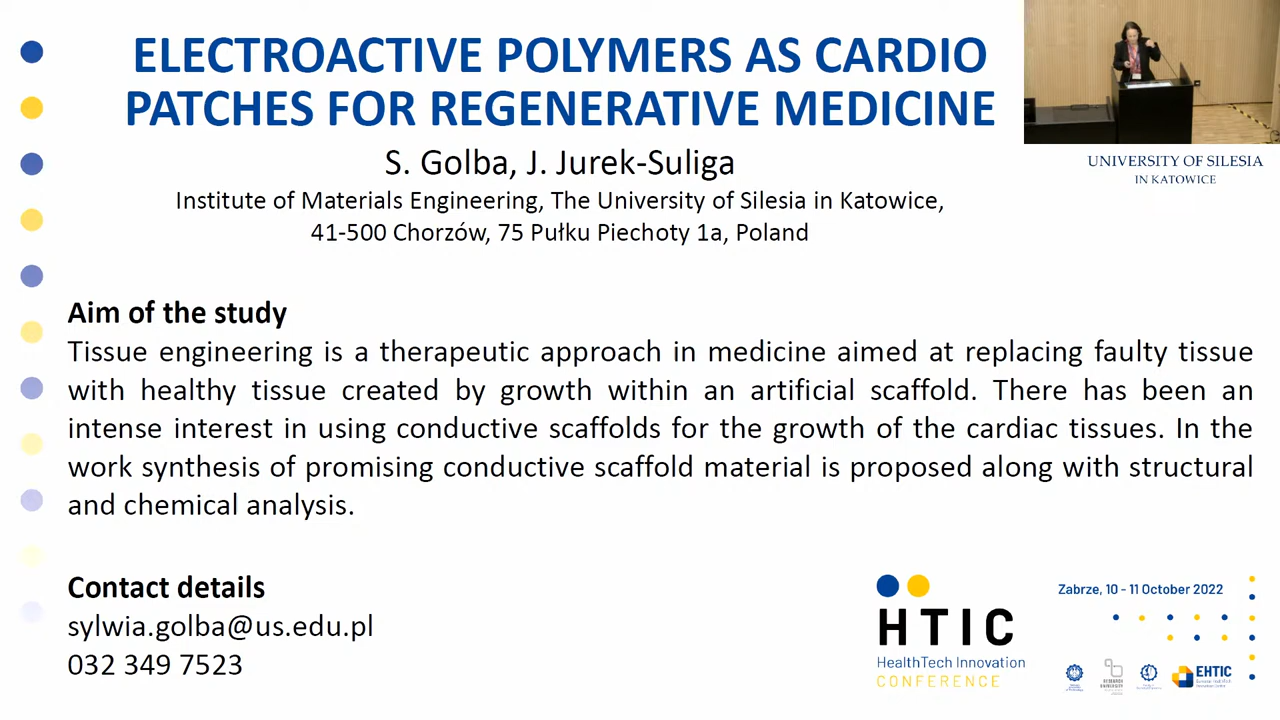 ELECTROACTIVE POLYMERS AS CARDIO
PATCHES FOR REGENERATIVE MEDICINE
S. Golba, J. Jurek-Suliga
Institute of Materials Engineering, The University of Silesia in Katowice,
41-500 Chorzów, 75 Pułku Piechoty 1a, Poland
UNIVERSITY OF SILESIA
IN KATOWICE
Aim of the study
Tissue engineering is a therapeutic approach in medicine aimed at replacing faulty tissue
with healthy tissue created by growth within an artificial scaffold. There has been an
intense interest in using conductive scaffolds for the growth of the cardiac tissues. In the
work synthesis of promising conductive scaffold material is proposed along with structural
and chemical analysis.
Contact details
sylwia.golba@us.edu.pl
032 349 7523
HTIC
HealthTech Innovation
CONFERENCE
Zabrze, 10 - 11 October 2022
RESEARCH
UNIVERSITY
EHTIC